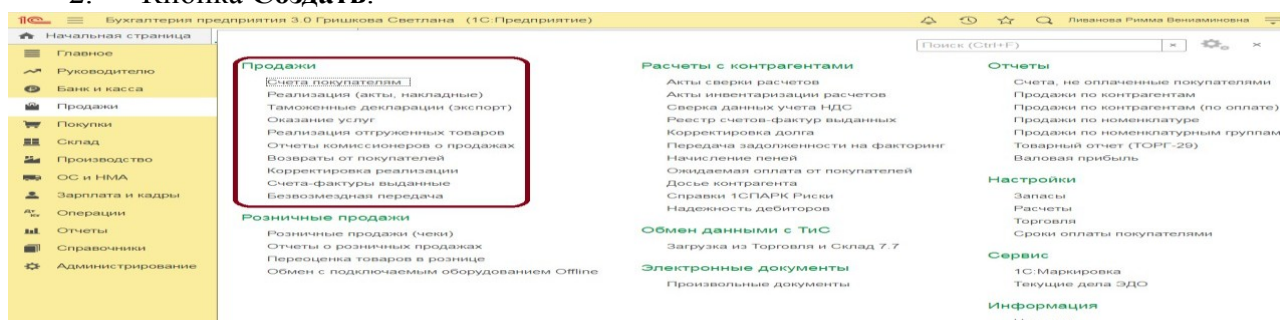 2. Кнопка Создать.
1С Бухгалтерия предприятия 3.0 Гришкова Светлана (1С:Предприятие) Ливанова Римма Вениаминовна
Начальная страница
Поиск (Ctrl+F)
Главное
Руководителю
Банк и касса
Продажи
Покупки
Склад
Производство
ОС и НМА
Зарплата и кадры
Операции
Отчеты
Справочники
Администрирование
Продажи
Счета покупателям
Реализация (акты, накладные)
Таможенные декларации (экспорт)
Оказание услуг
Реализация отгруженных товаров
Отчеты комиссионеров о продажах
Возвраты от покупателей
Корректировка реализации
Счета-фактуры выданные
Безвозмездная передача
Розничные продажи
Розничные продажи (чеки)
Отчеты о розничных продажах
Переоценка товаров в рознице
Обмен с подключаемым оборудованием Offline
Расчеты с контрагентами
Акты сверки расчетов
Акты инвентаризации расчетов
Сверка данных учета НДС
Реестр счетов-фактур выданных
Корректировка долга
Передача задолженности на факторинг
Начисление пеней
Ожидаемая оплата от покупателей
Досье контрагента
Справки 1СПАРК Риски
Надежность дебиторов
Обмен данными с ТиС
Загрузка из Торговля и Склад 7.7
Электронные документы
Произвольные документы
Отчеты
Счета, не оплаченные покупателями
Продажи по контрагентам
Продажи по контрагентам (по оплате)
Продажи по номенклатуре
Продажи по номенклатурным группам
Товарный отчет (ТОРГ-29)
Валовая прибыль
Настройки
Запасы
Расчеты
Торговля
Сроки оплаты покупателями
Сервис
1С:Маркировка
Текущие дела ЭДО
Информация